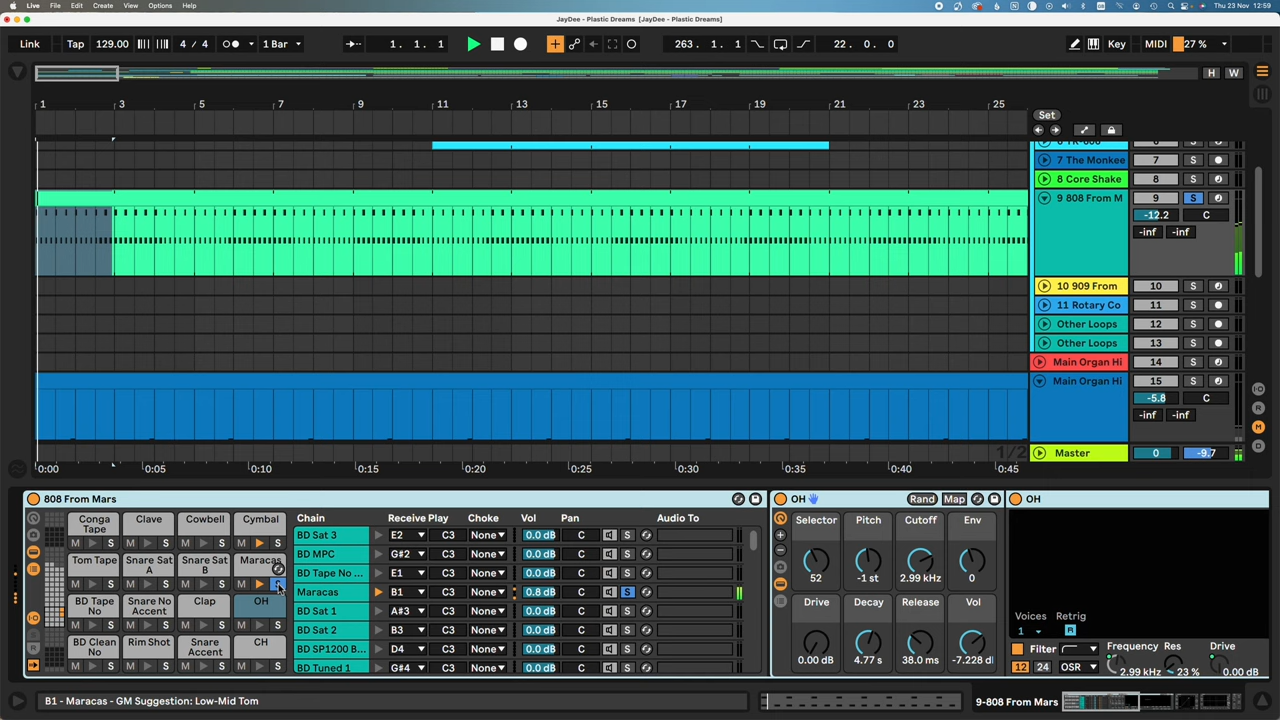 Live File Edit Create View Options Help
Thu 23 Nov 12:59
JayDee - Plastic Dreams [JayDee - Plastic Dreams]
Link Tap 129.00 4 / 4 1 Bar 1. 1. 1 263. 1. 1 22. 0. 0 Key MIDI 27 %
H W
1 3 5 7 9 11 13 15 17 19 21 23 25
Set
7 The Monkee 7
8 Core Shake 8 S
9 808 From M 9 S
-12.2 C
-inf -inf
10 909 From 10 S
11 Rotary Co 11 S
Other Loops 12 S
Other Loops 13 S
Main Organ Hi 14 S
Main Organ Hi 15 S
-5.8 C
-inf -inf
1/2
Master 0 -9.7
0:00 0:05 0:10 0:15 0:20 0:25 0:30 0:35 0:40 0:45
808 From Mars
Conga Tape Clave Cowbell Cymbal
M S M S M S M S
Tom Tape Snare Sat A Snare Sat B Maracas
M S M S M S M S
BD Tape No Snare No Accent Clap OH
M S M S M S M S
BD Clean No Rim Shot Snare Accent CH
M S M S M S M S
Chain Receive Play Choke Vol Pan Audio To
BD Sat 3 E2 C3 None 0.0 dB C S
BD MPC G#2 C3 None 0.0 dB C S
BD Tape No ... E1 C3 None 0.0 dB C S
Maracas B1 C3 None 0.8 dB C S
BD Sat 1 A#3 C3 None 0.0 dB C S
BD Sat 2 B3 C3 None 0.0 dB C S
BD SP1200 B... D4 C3 None 0.0 dB C S
BD Tuned 1 G#4 C3 None 0.0 dB C S
OH Rand Map
Selector Pitch Cutoff Env
52 -1 st 2.99 kHz 0
Drive Decay Release Vol
0.00 dB 4.77 s 38.0 ms -7.228 d
OH
Voices Retrig
1 R
Filter Frequency Res Drive
12 24 OSR 2.99 kHz 23 % 0.00 dB
B1 - Maracas - GM Suggestion: Low-Mid Tom
9-808 From Mars